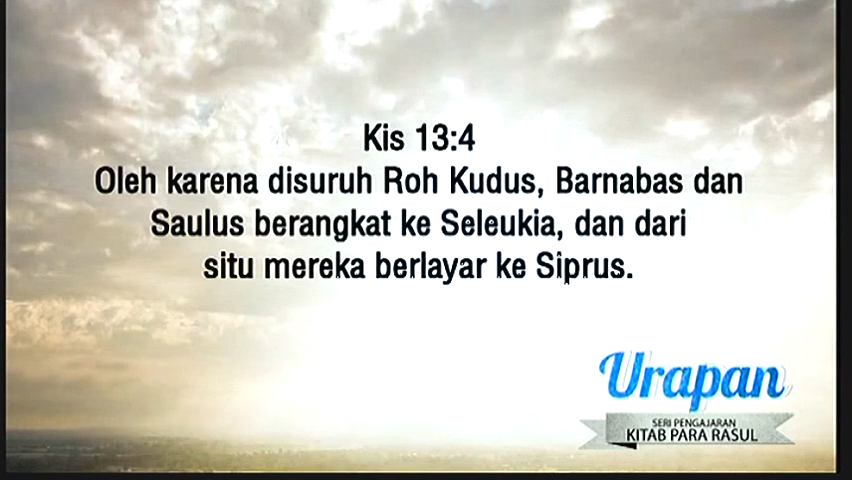 Kis 13:4
Oleh karena disuruh Roh Kudus, Barnabas dan
Saulus berangkat ke Seleukia, dan dari
situ mereka berlayar ke Siprus.
Urapan
SERI PENGAJARAN
KITAB PARA RASUL